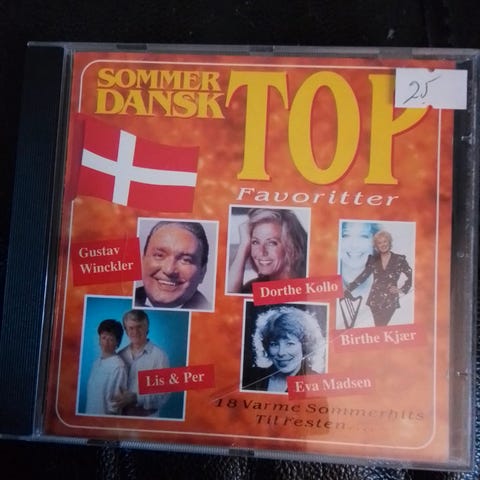 SOMMER
DANSK
TOP
25
Favoritter
Gustav
Winckler
Dorthe Kollo
Birthe Kjær
Lis & Per
Eva Madsen
18 Varme Sommerhits
Til Festen....